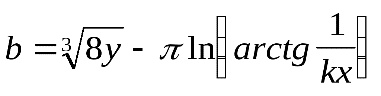 b = ∛8y - π ln[arctg 1/kx]